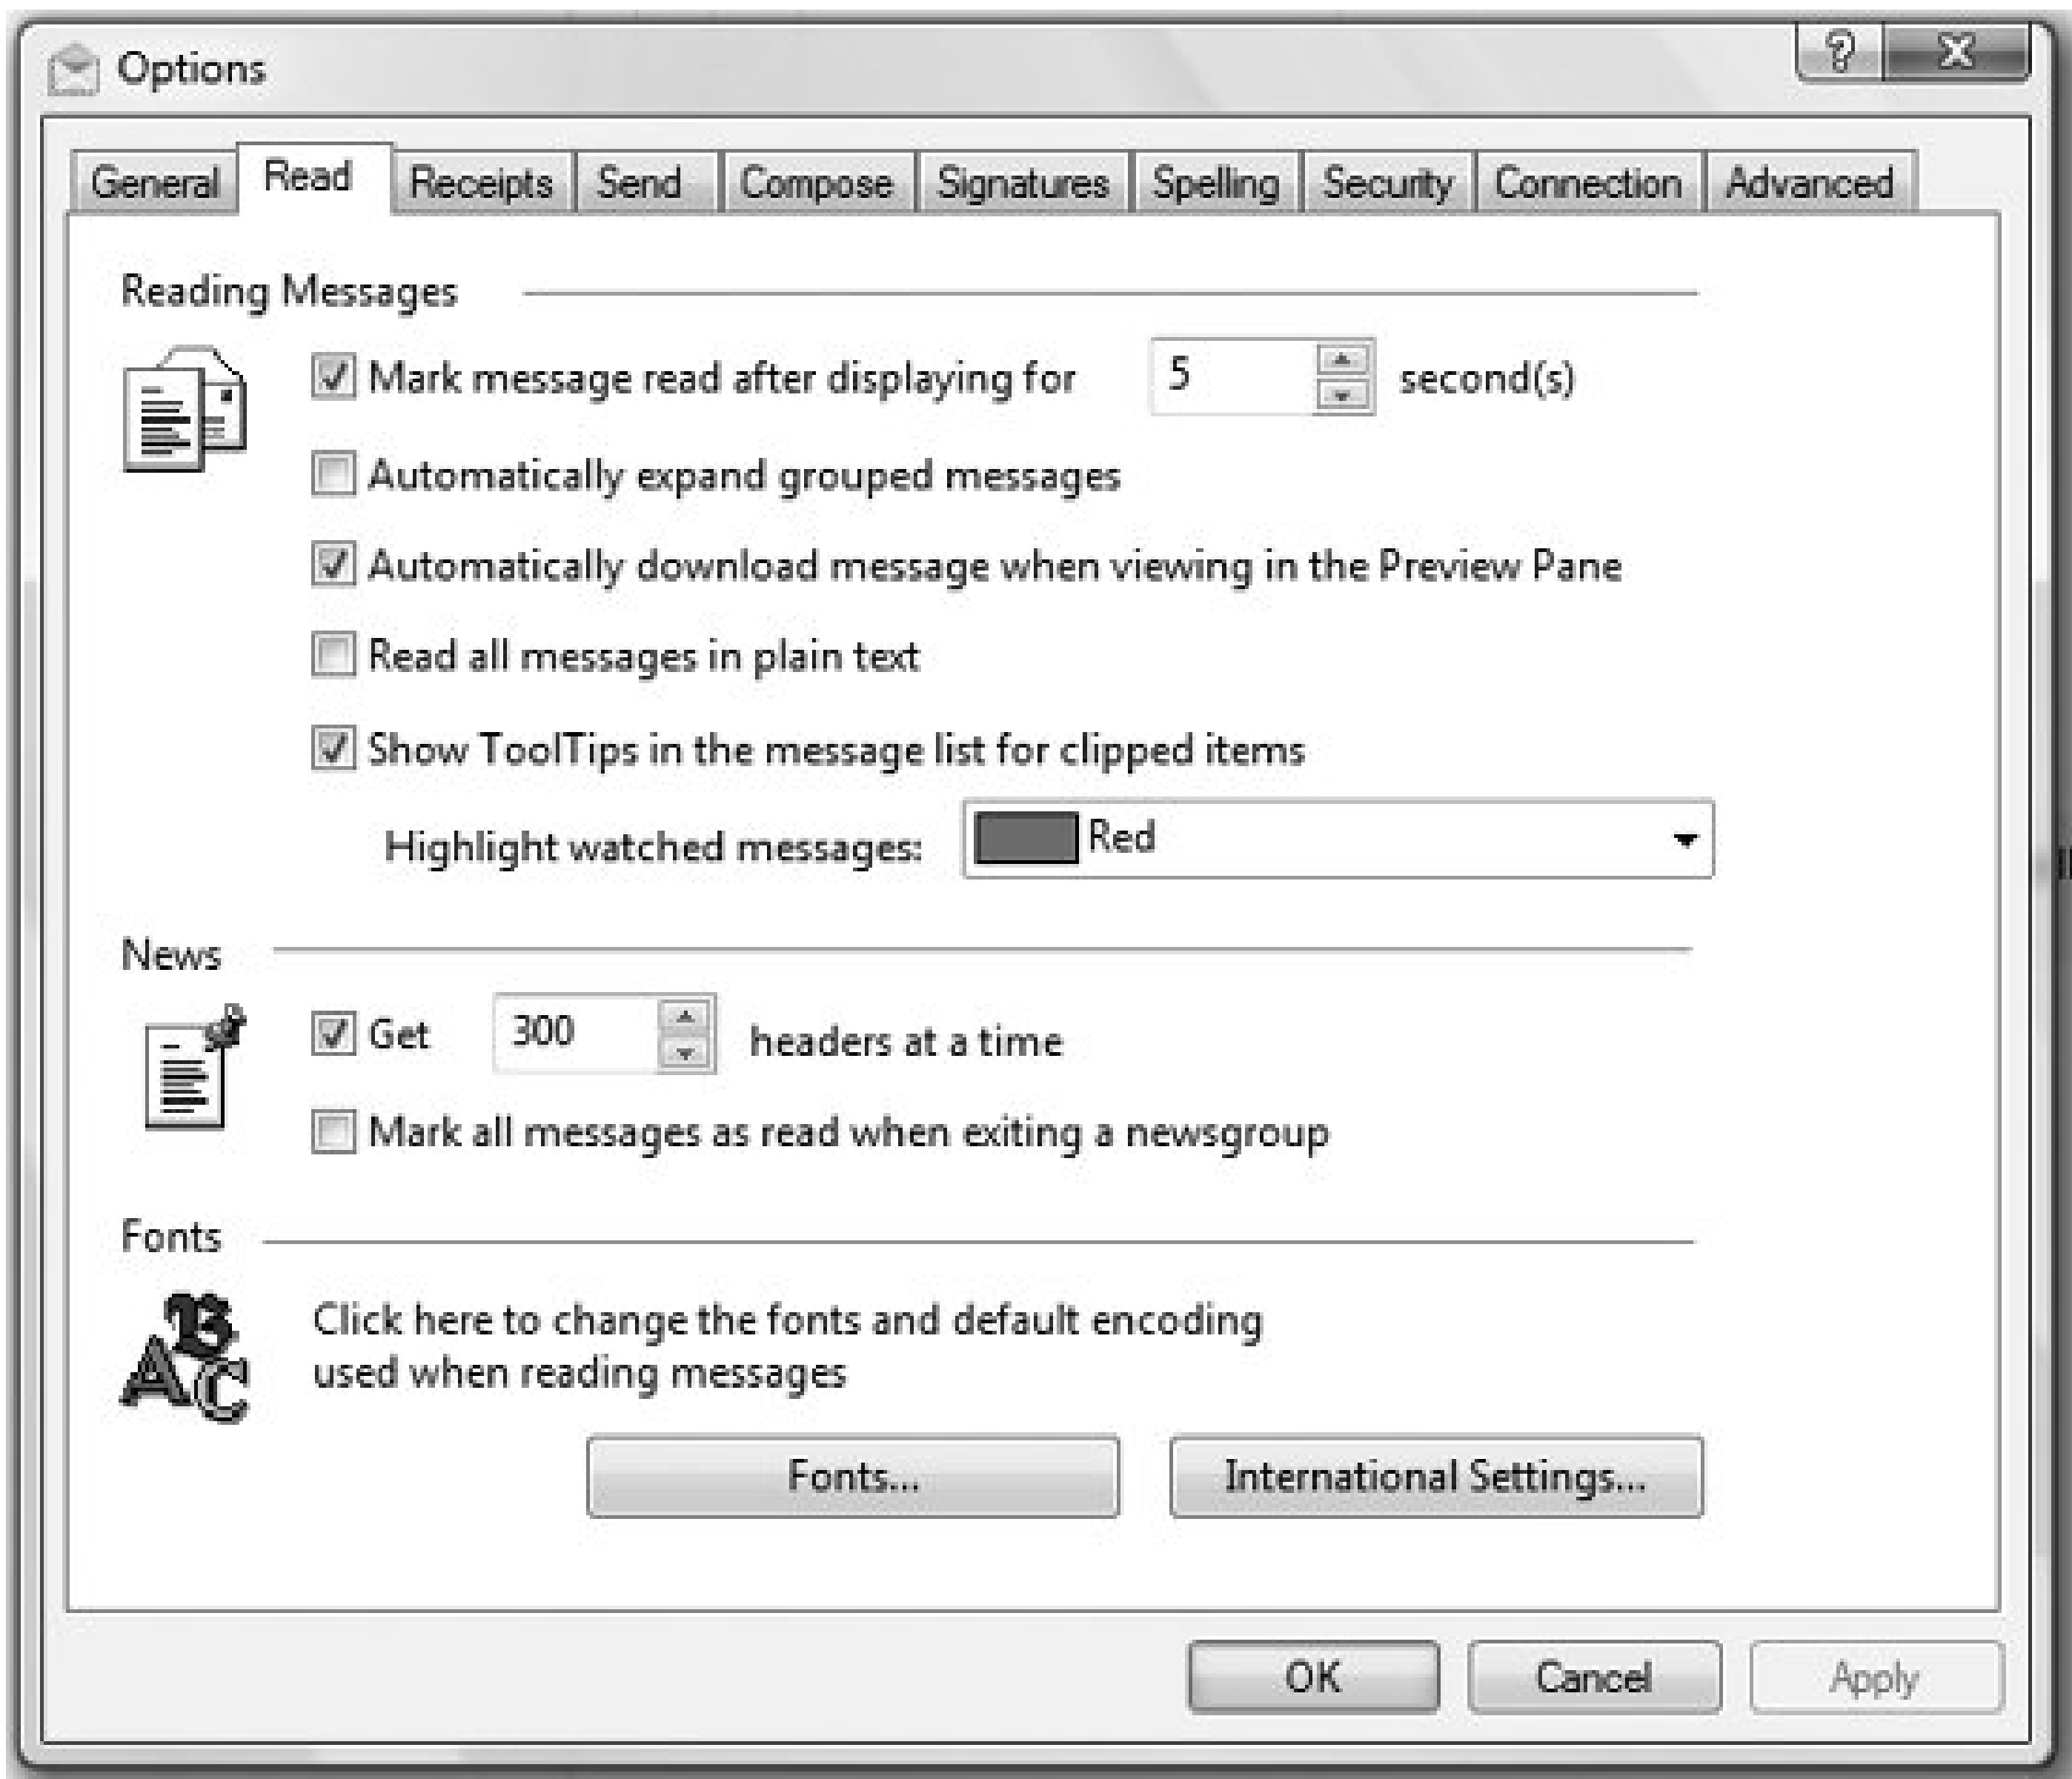 Options
General Read Receipts Send Compose Signatures Spelling Security Connection Advanced
Reading Messages
Mark message read after displaying for 5 second(s)
Automatically expand grouped messages
Automatically download message when viewing in the Preview Pane
Read all messages in plain text
Show ToolTips in the message list for clipped items
Highlight watched messages: Red
News
Get 300 headers at a time
Mark all messages as read when exiting a newsgroup
Fonts
Click here to change the fonts and default encoding
used when reading messages
Fonts... International Settings...
OK Cancel Apply